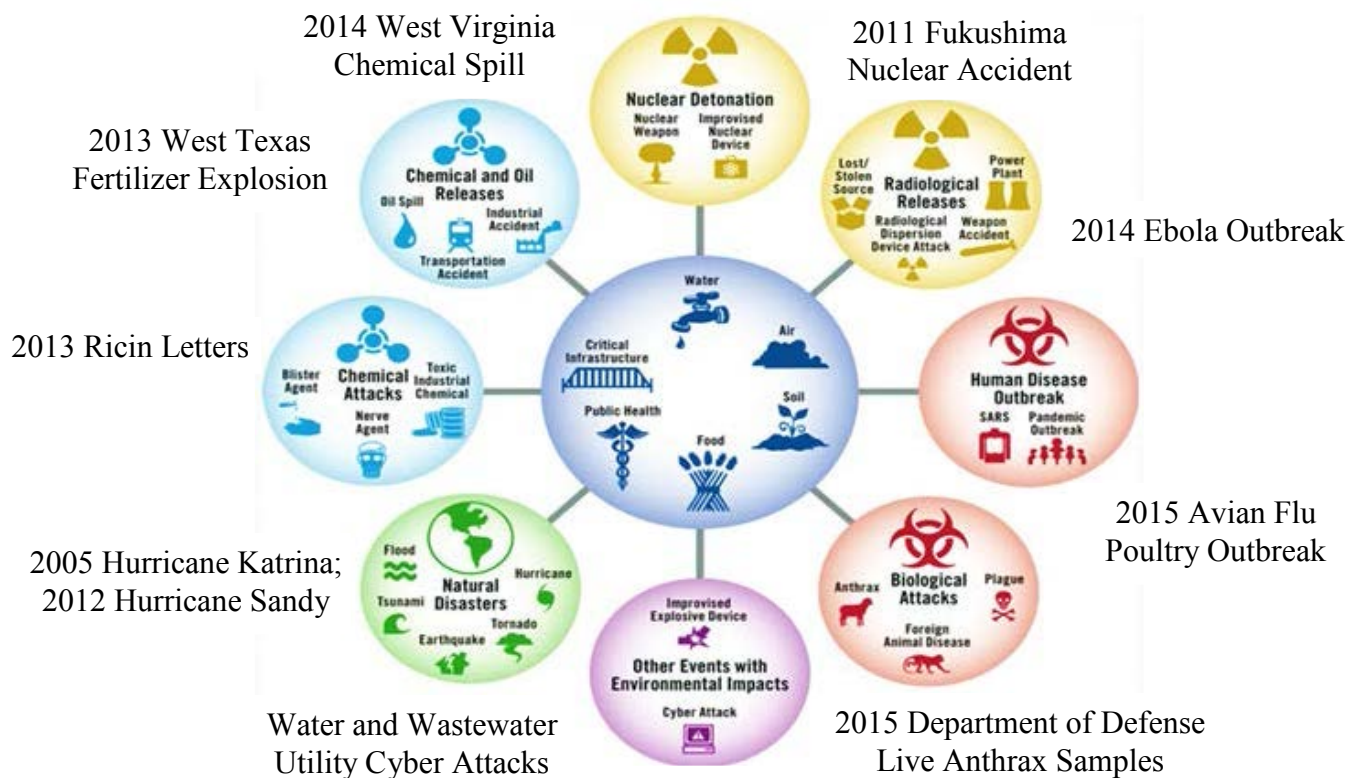 2014 West Virginia
Chemical Spill
2011 Fukushima
Nuclear Accident
2013 West Texas
Fertilizer Explosion
2014 Ebola Outbreak
2013 Ricin Letters
2015 Avian Flu
Poultry Outbreak
2005 Hurricane Katrina;
2012 Hurricane Sandy
Water and Wastewater
Utility Cyber Attacks
2015 Department of Defense
Live Anthrax Samples
Nuclear Detonation
Nuclear
Weapon
Improvised
Nuclear
Device
Lost/
Stolen
Source
Radiological
Releases
Power
Plant
Radiological
Dispersion
Device Attack
Weapon
Accident
Human Disease
Outbreak
SARS
Pandemic
Outbreak
Biological
Attacks
Anthrax
Plague
Foreign
Animal Disease
Improvised
Explosive Device
Other Events with
Environmental Impacts
Cyber Attack
Flood
Hurricane
Natural
Disasters
Tsunami
Tornado
Earthquake
Blister
Agent
Chemical
Attacks
Toxic
Industrial
Chemical
Nerve
Agent
Chemical and Oil
Releases
Oil Spill
Industrial
Accident
Transportation
Accident
Water
Air
Critical
Infrastructure
Soil
Public Health
Food